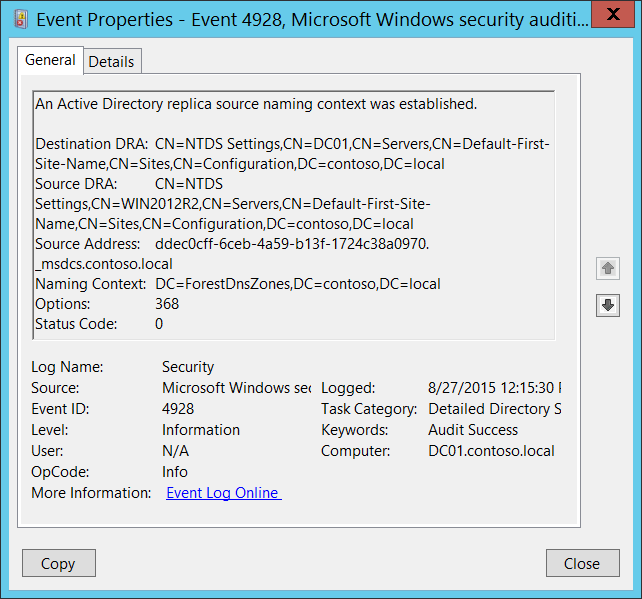 Event Properties - Event 4928, Microsoft Windows security auditi...
General
Details
An Active Directory replica source naming context was established.
Destination DRA: CN=NTDS Settings,CN=DC01,CN=Servers,CN=Default-First-
Site-Name,CN=Sites,CN=Configuration,DC=contoso,DC=local
Source DRA: CN=NTDS
Settings,CN=WIN2012R2,CN=Servers,CN=Default-First-Site-
Name,CN=Sites,CN=Configuration,DC=contoso,DC=local
Source Address: ddec0cff-6ceb-4a59-b13f-1724c38a0970.
_msdcs.contoso.local
Naming Context: DC=ForestDnsZones,DC=contoso,DC=local
Options: 368
Status Code: 0
Log Name: Security
Source: Microsoft Windows sec Logged: 8/27/2015 12:15:30
Event ID: 4928 Task Category: Detailed Directory S
Level: Information Keywords: Audit Success
User: N/A Computer: DC01.contoso.local
OpCode: Info
More Information: Event Log Online
Copy
Close